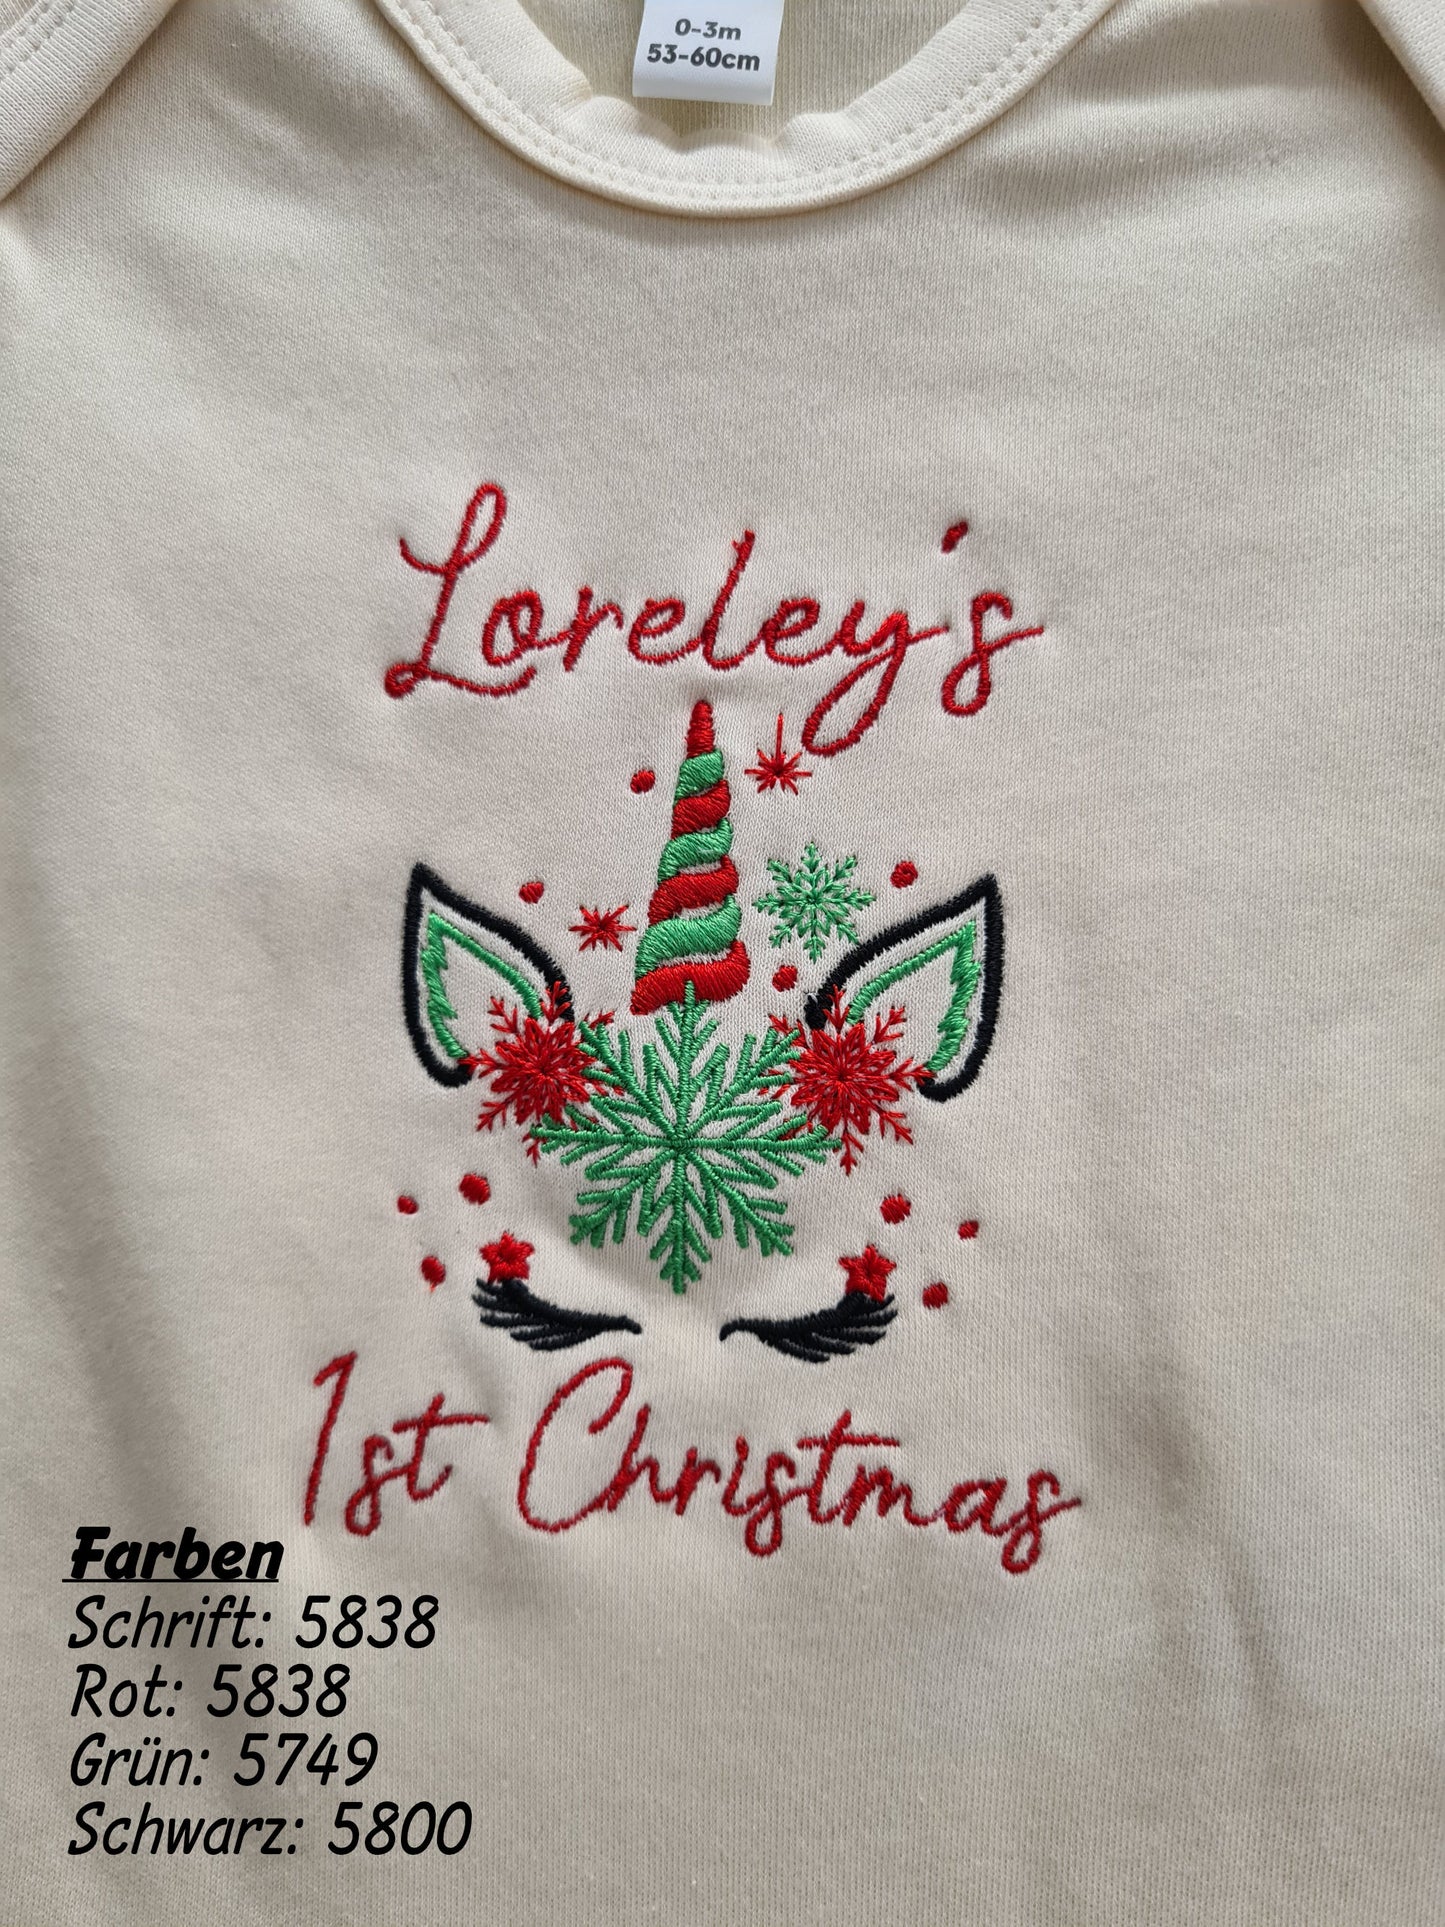 0-3m
53-60cm
Loreley's
1st Christmas
Farben
Schrift: 5838
Rot: 5838
Grün: 5749
Schwarz: 5800